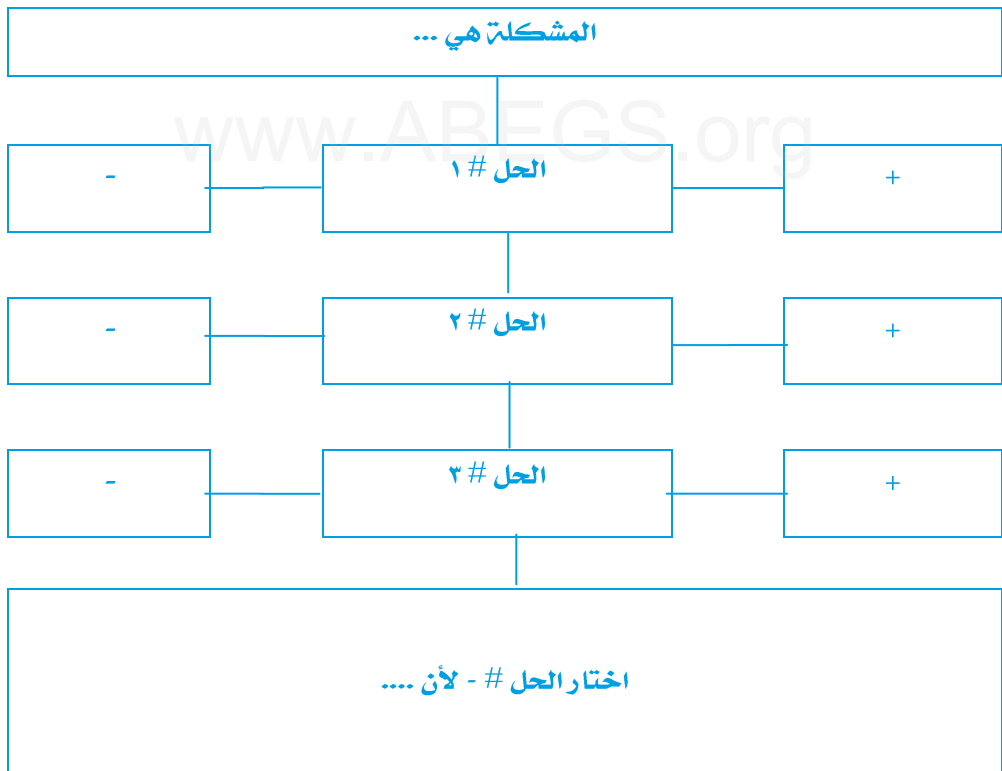 المشكلة هي ...
www.ABEGS.org
+
الحل # ١
-
+
الحل # ٢
-
+
الحل # ٣
-
اختار الحل # - لأن ....